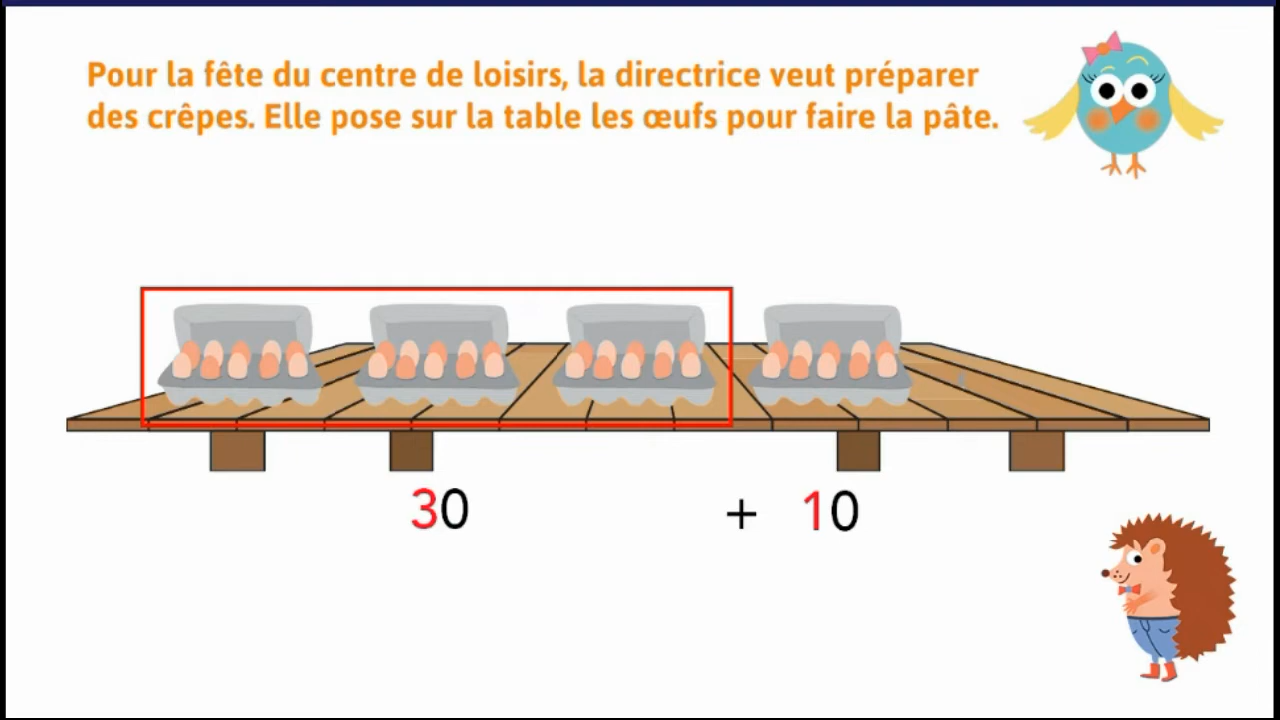 Pour la fête du centre de loisirs, la directrice veut préparer
des crêpes. Elle pose sur la table les œufs pour faire la pâte.
30 + 10